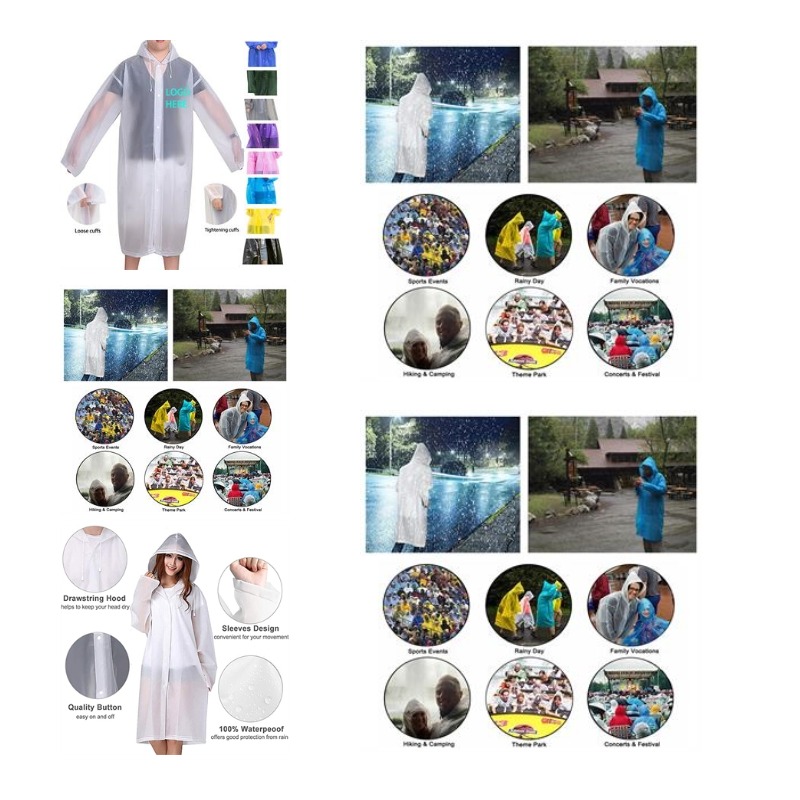 LOGO
HERE
Loose cuffs
Tightening cuffs
Sports Events
Rainy Day
Family Vocations
Hiking & Camping
Theme Park
Concerts & Festival
Drawstring Hood
helps to keep your head dry
Sleeves Design
convenient for your movement
Quality Button
easy on and off
100% Waterpoof
offers good protection from rain
Sports Events
Rainy Day
Family Vocations
Hiking & Camping
Theme Park
Concerts & Festival
Sports Events
Rainy Day
Family Vocations
Hiking & Camping
Theme Park
Concerts & Festival